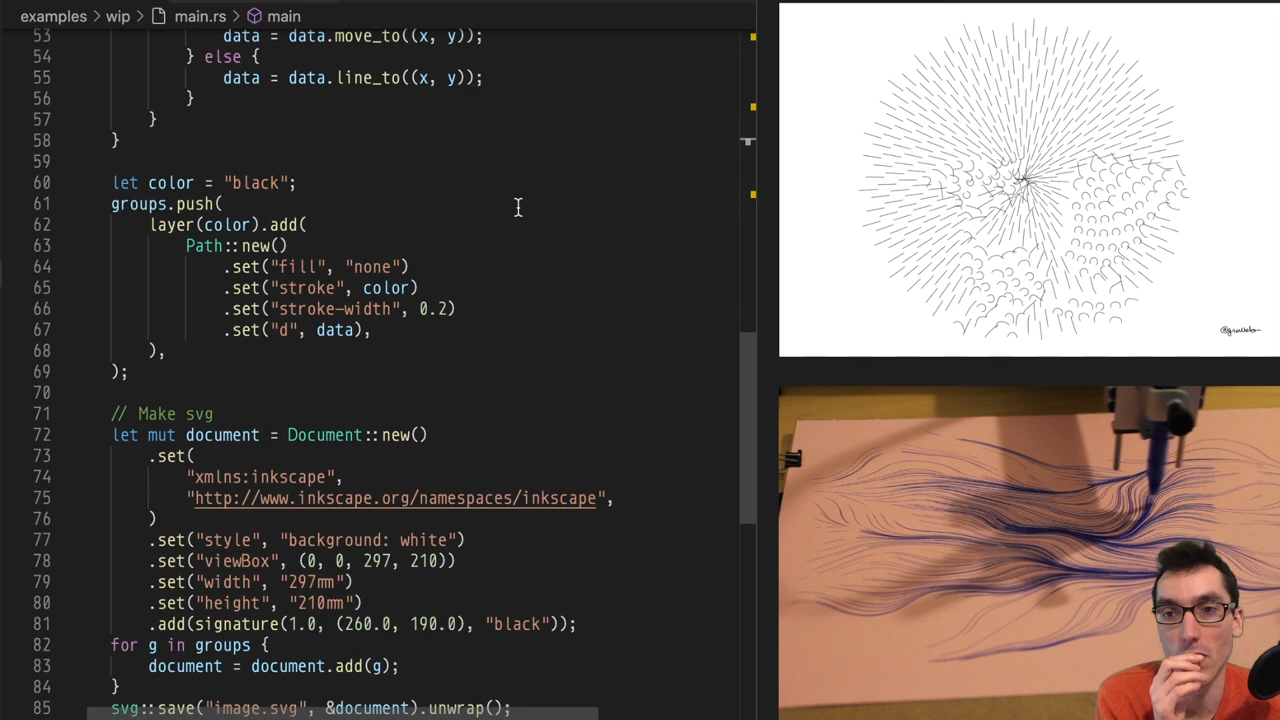 examples > wip > main.rs > main
53 data = data.move_to((x, y));
54 } else {
55 data = data.line_to((x, y));
56 }
57 }
58 }
59
60 let color = "black";
61 groups.push(
62 layer(color).add(
63 Path::new()
64 .set("fill", "none")
65 .set("stroke", color)
66 .set("stroke-width", 0.2)
67 .set("d", data),
68 ),
69 );
70
71 // Make svg
72 let mut document = Document::new()
73 .set(
74 "xmlns:inkscape",
75 "http://www.inkscape.org/namespaces/inkscape",
76 )
77 .set("style", "background: white")
78 .set("viewBox", (0, 0, 297, 210))
79 .set("width", "297mm")
80 .set("height", "210mm")
81 .add(signature(1.0, (260.0, 190.0), "black"));
82 for g in groups {
83 document = document.add(g);
84 }
85 svg::save("image.svg", &document).unwrap();